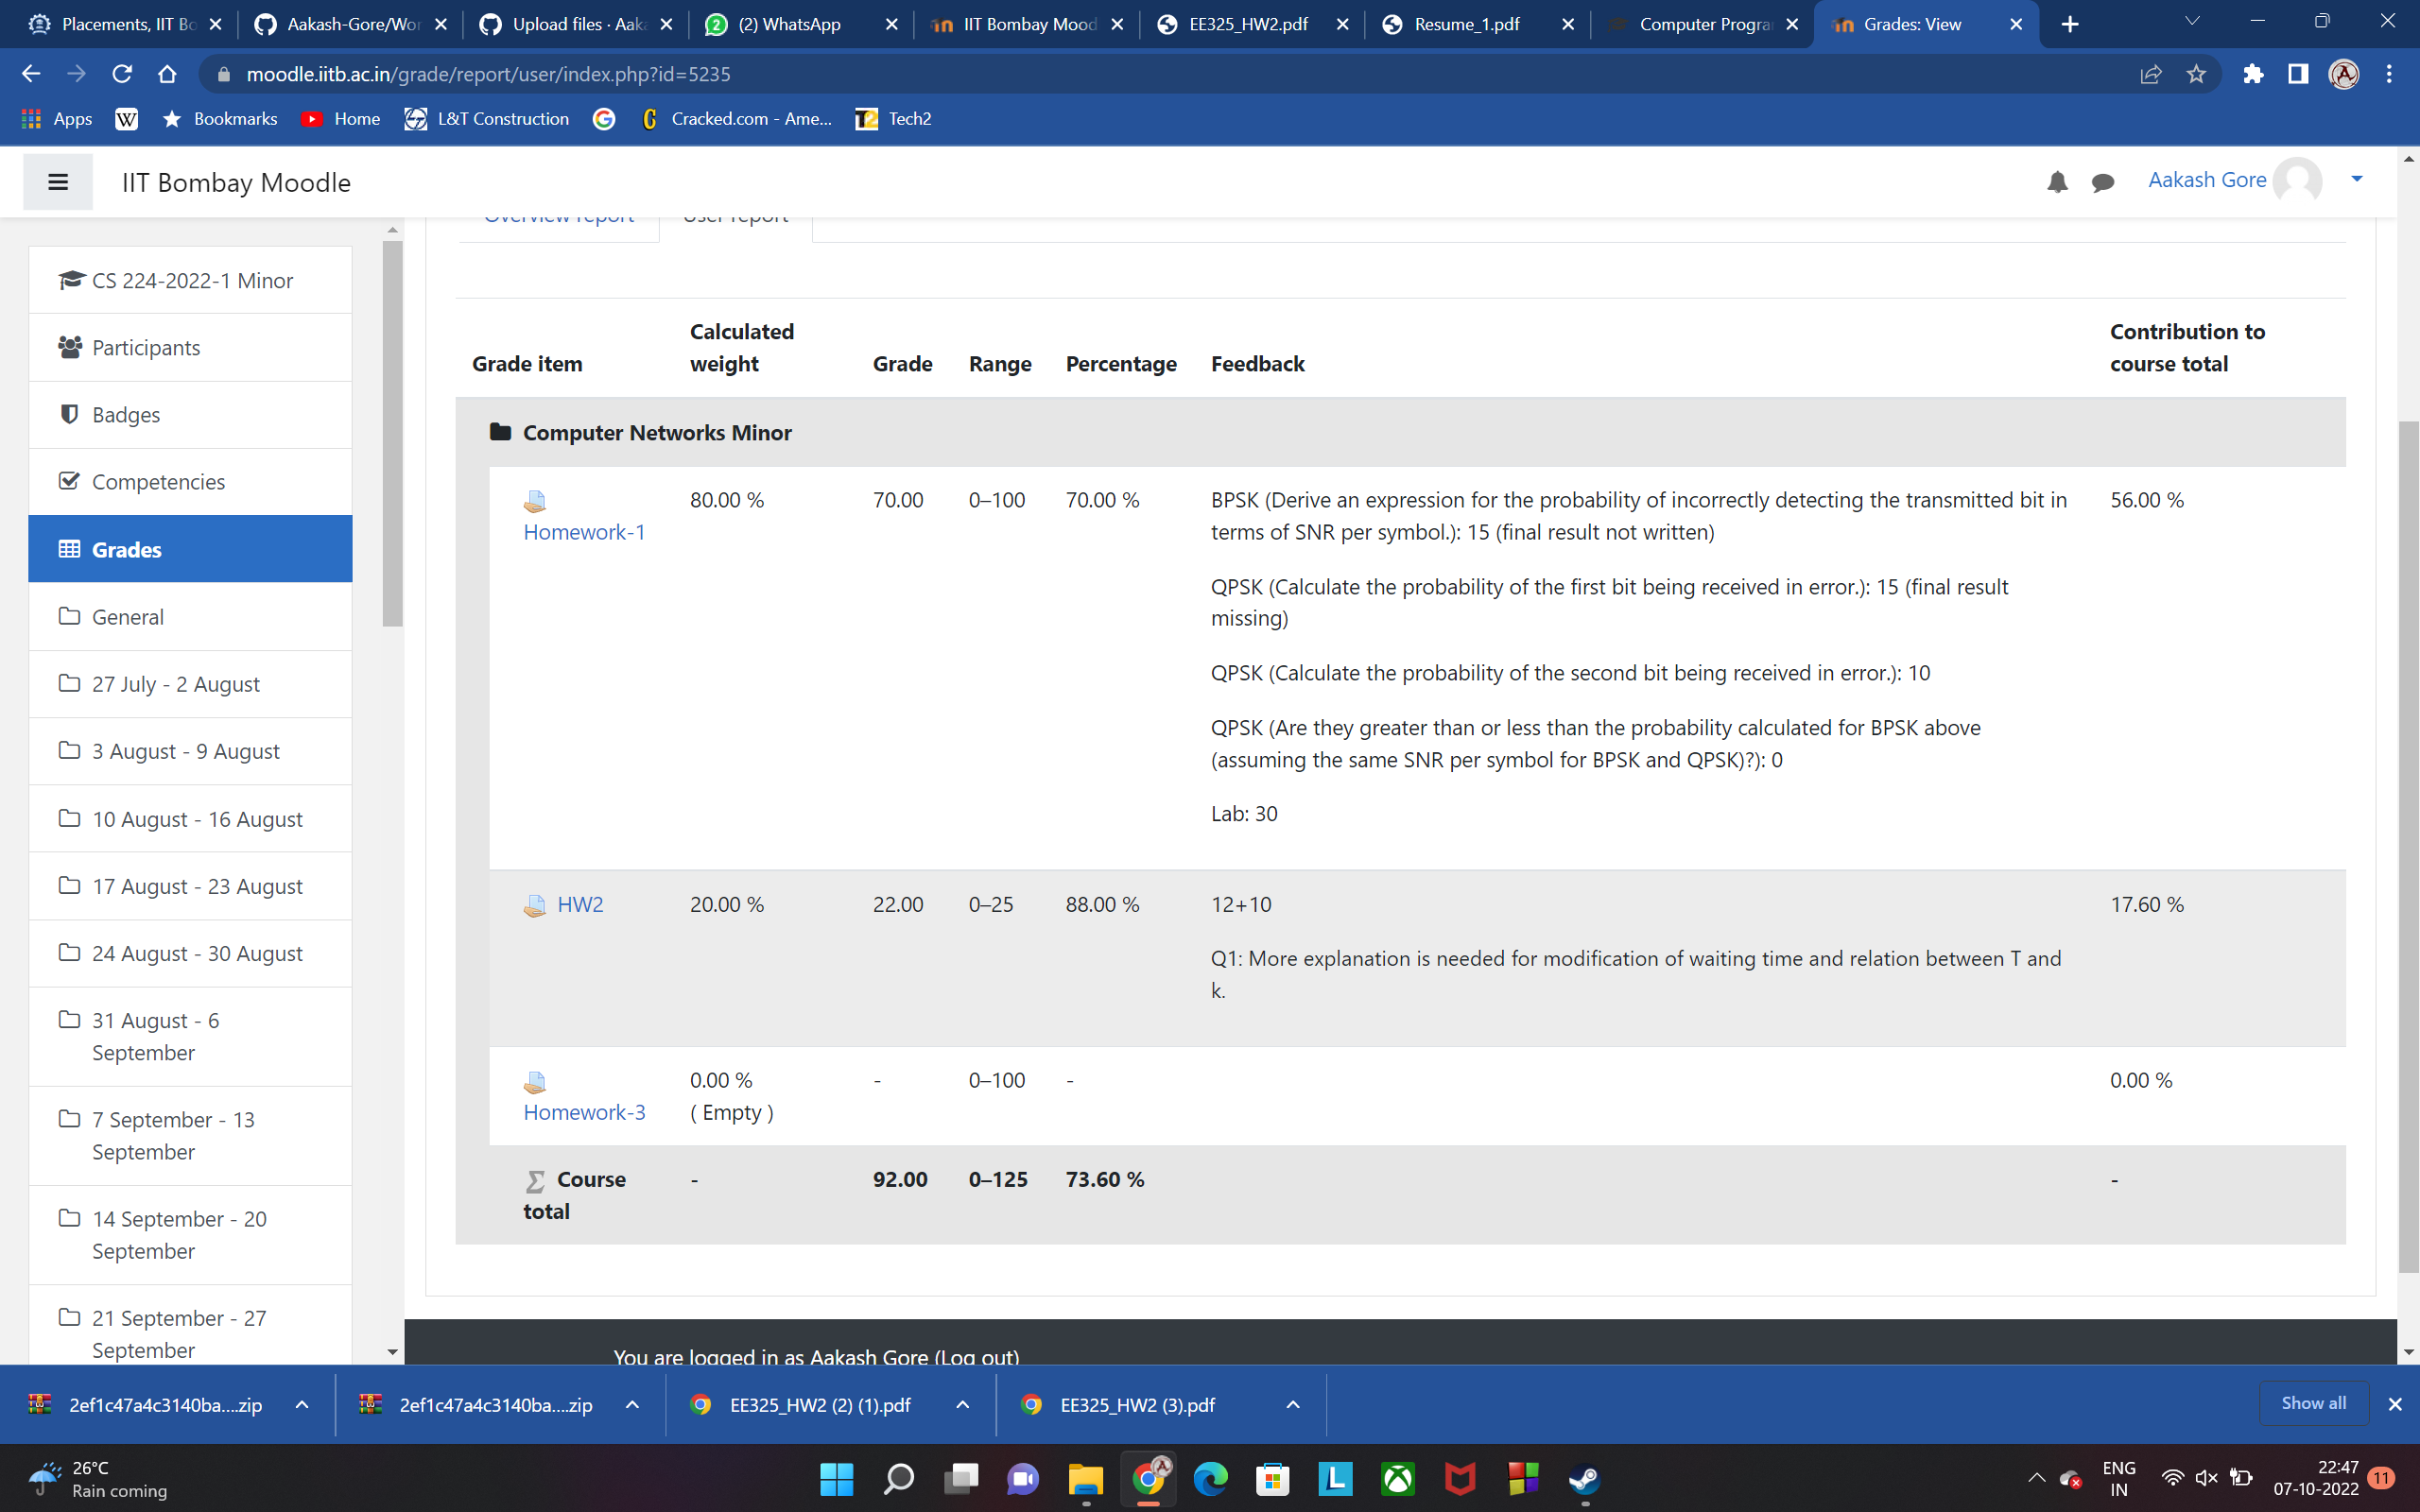 Placements, IIT Bo
Aakash-Gore/Wor
Upload files · Aaka
(2) WhatsApp
IIT Bombay Mood
EE325_HW2.pdf
Resume_1.pdf
Computer Progra
Grades: View
moodle.iitb.ac.in/grade/report/user/index.php?id=5235
Apps
W
Bookmarks
Home
L&T Construction
Cracked.com - Ame...
Tech2
IIT Bombay Moodle
Aakash Gore
Overview report
User report
CS 224-2022-1 Minor
Participants
Badges
Competencies
Grades
General
27 July - 2 August
3 August - 9 August
10 August - 16 August
17 August - 23 August
24 August - 30 August
31 August - 6
September
7 September - 13
September
14 September - 20
September
21 September - 27
September
Grade item
Calculated
weight
Grade
Range
Percentage
Feedback
Contribution to
course total
Computer Networks Minor
Homework-1
80.00 %
70.00
0–100
70.00 %
BPSK (Derive an expression for the probability of incorrectly detecting the transmitted bit in
terms of SNR per symbol.): 15 (final result not written)
QPSK (Calculate the probability of the first bit being received in error.): 15 (final result
missing)
QPSK (Calculate the probability of the second bit being received in error.): 10
QPSK (Are they greater than or less than the probability calculated for BPSK above
(assuming the same SNR per symbol for BPSK and QPSK)?): 0
Lab: 30
56.00 %
HW2
20.00 %
22.00
0–25
88.00 %
12+10
Q1: More explanation is needed for modification of waiting time and relation between T and
k.
17.60 %
Homework-3
0.00 %
( Empty )
-
0–100
-
0.00 %
Course
total
-
92.00
0–125
73.60 %
-
You are logged in as Aakash Gore (Log out)
2ef1c47a4c3140ba....zip
2ef1c47a4c3140ba....zip
EE325_HW2 (2) (1).pdf
EE325_HW2 (3).pdf
Show all
26°C
Rain coming
ENG
IN
22:47
07-10-2022
11